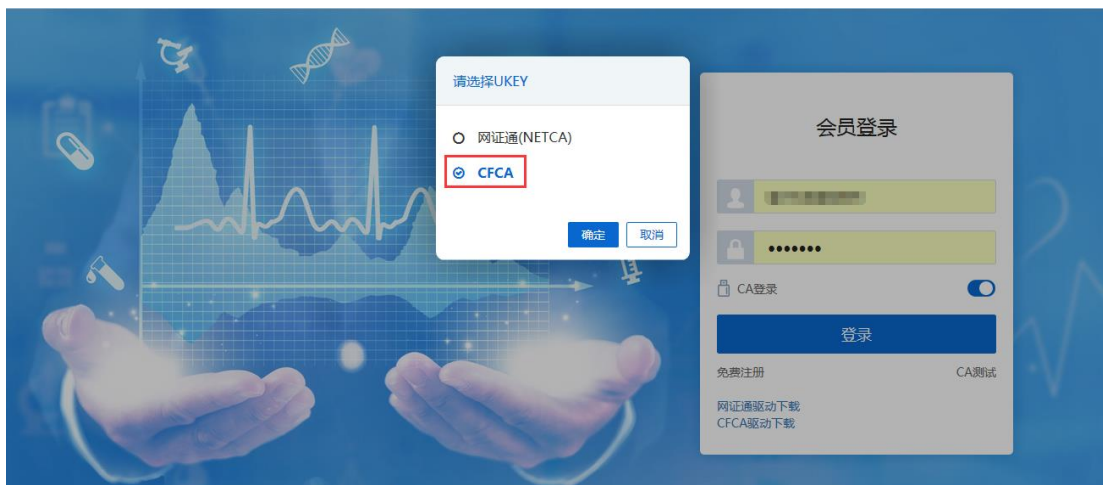 请选择UKEY
网证通(NETCA)
CFCA
确定 取消
会员登录
CA登录
登录
免费注册 CA测试
网证通驱动下载
CFCA驱动下载